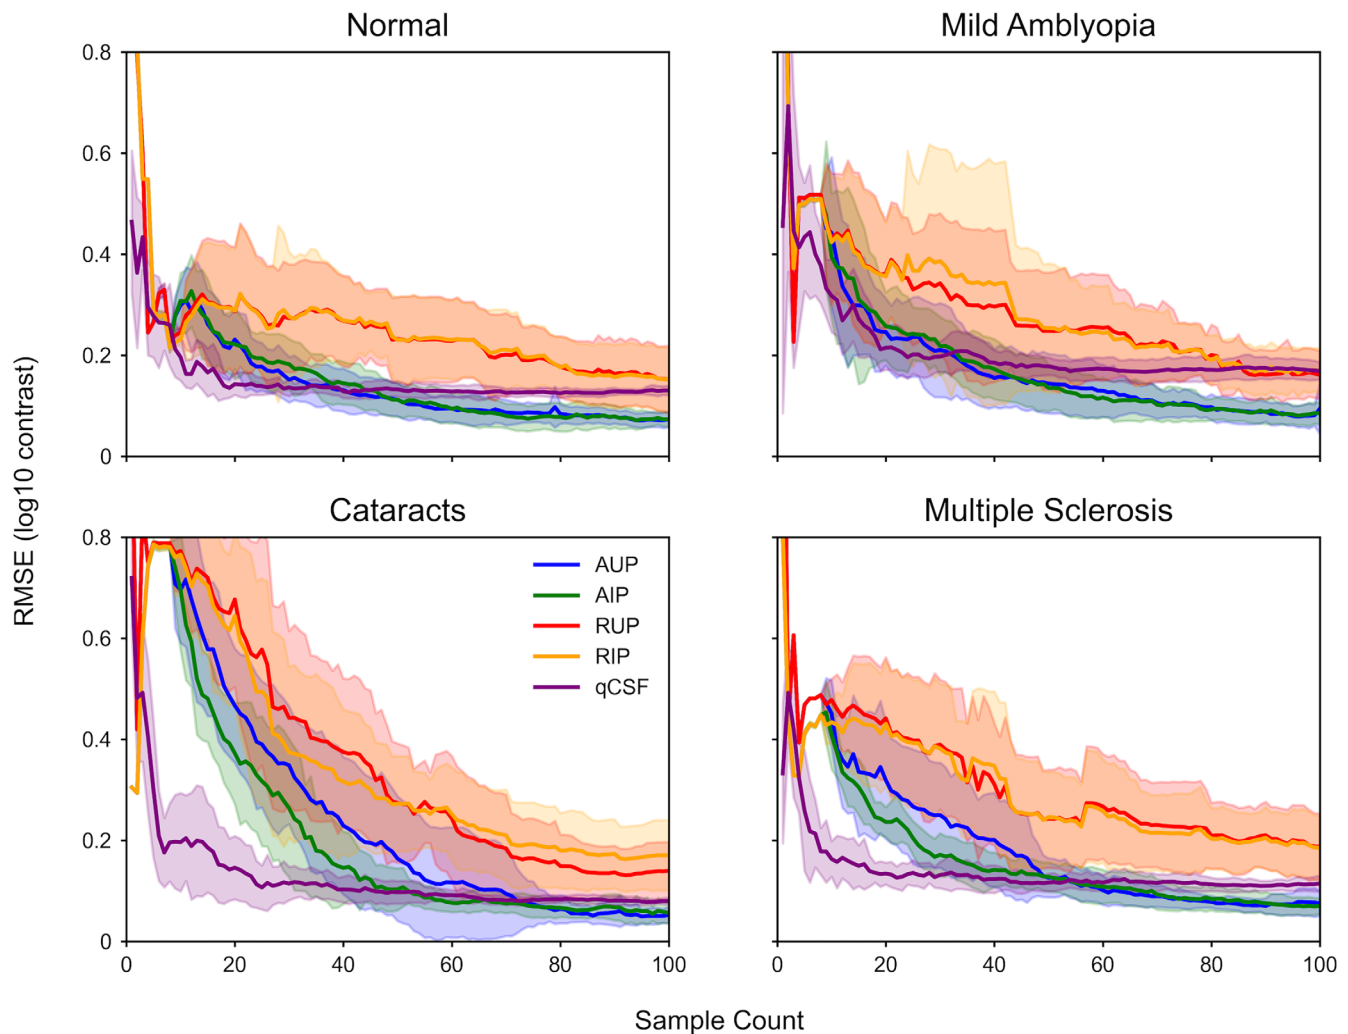 Normal
Mild Amblyopia
0.8
0.6
0.4
0.2
0
Cataracts
Multiple Sclerosis
0.8
0.6
0.4
0.2
0
AUP
AIP
RUP
RIP
qCSF
0 20 40 60 80 100
0 20 40 60 80 100
RMSE (log10 contrast)
Sample Count